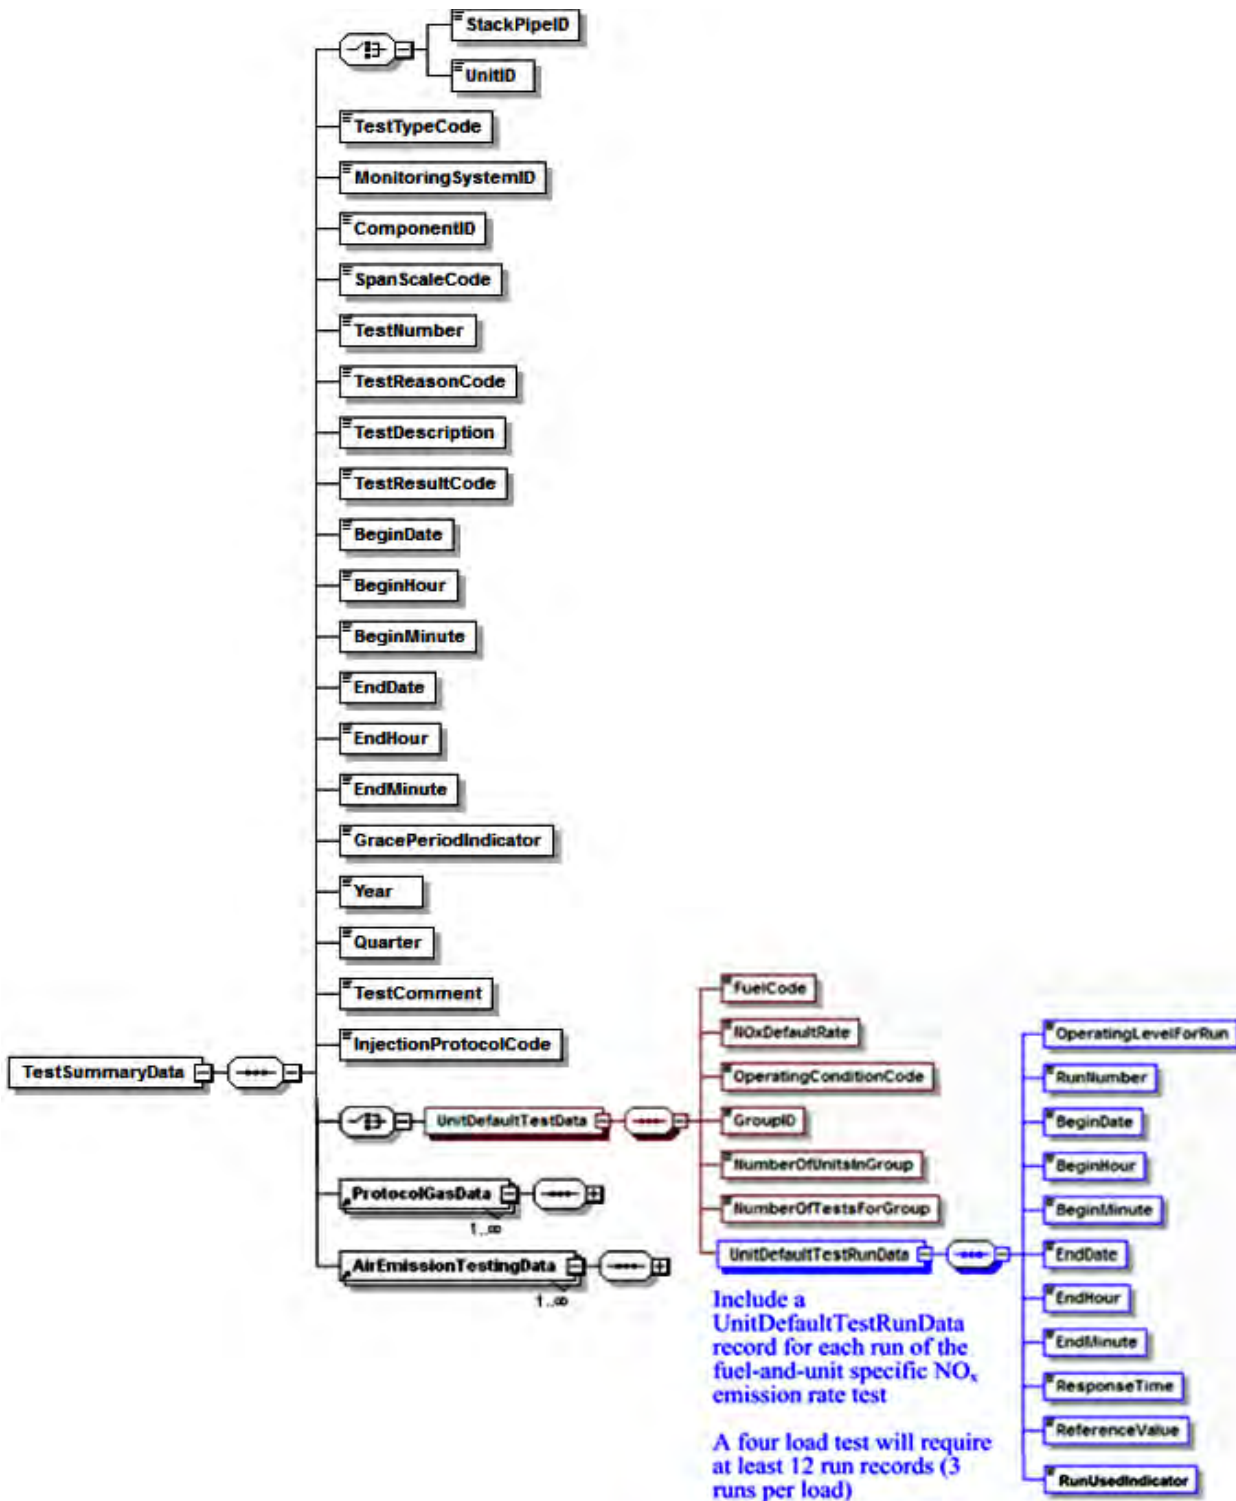 StackPipeID
UnitID
TestTypeCode
MonitoringSystemID
ComponentID
SpanScaleCode
TestNumber
TestReasonCode
TestDescription
TestResultCode
BeginDate
BeginHour
BeginMinute
EndDate
EndHour
EndMinute
GracePeriodIndicator
Year
Quarter
TestComment
InjectionProtocolCode
TestSummaryData
UnitDefaultTestData
ProtocolGasData
1..∞
AirEmissionTestingData
1..∞
FuelCode
NOxDefaultRate
OperatingConditionCode
GroupID
NumberOfUnitsInGroup
NumberOfTestsForGroup
UnitDefaultTestRunData
Include a
UnitDefaultTestRunData
record for each run of the
fuel-and-unit specific NOₓ
emission rate test
A four load test will require
at least 12 run records (3
runs per load)
OperatingLevelForRun
RunNumber
BeginDate
BeginHour
BeginMinute
EndDate
EndHour
EndMinute
ResponseTime
ReferenceValue
RunUsedIndicator